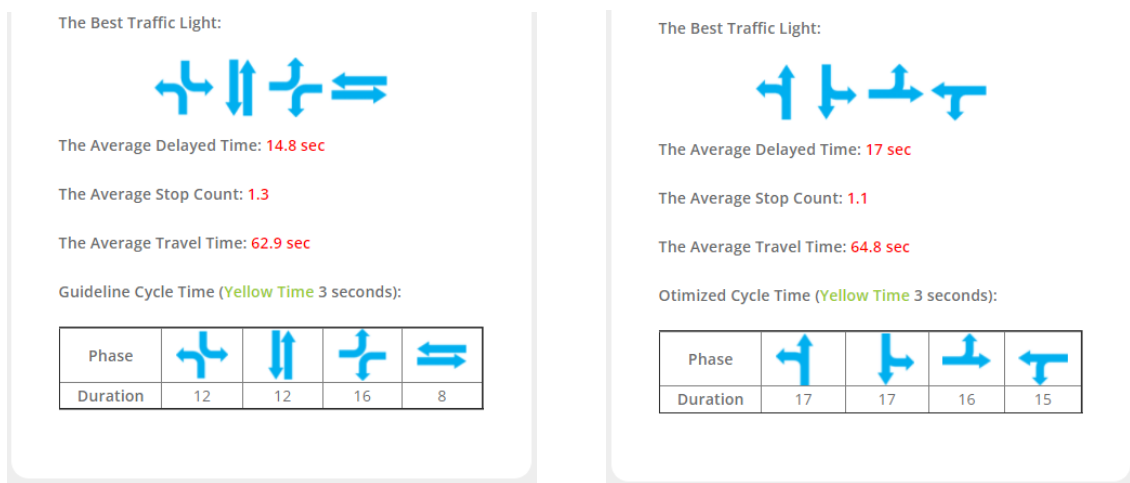 The Best Traffic Light:
The Average Delayed Time: 14.8 sec
The Average Stop Count: 1.3
The Average Travel Time: 62.9 sec
Guideline Cycle Time (Yellow Time 3 seconds):
Phase
Duration 12 12 16 8
The Best Traffic Light:
The Average Delayed Time: 17 sec
The Average Stop Count: 1.1
The Average Travel Time: 64.8 sec
Otimized Cycle Time (Yellow Time 3 seconds):
Phase
Duration 17 17 16 15